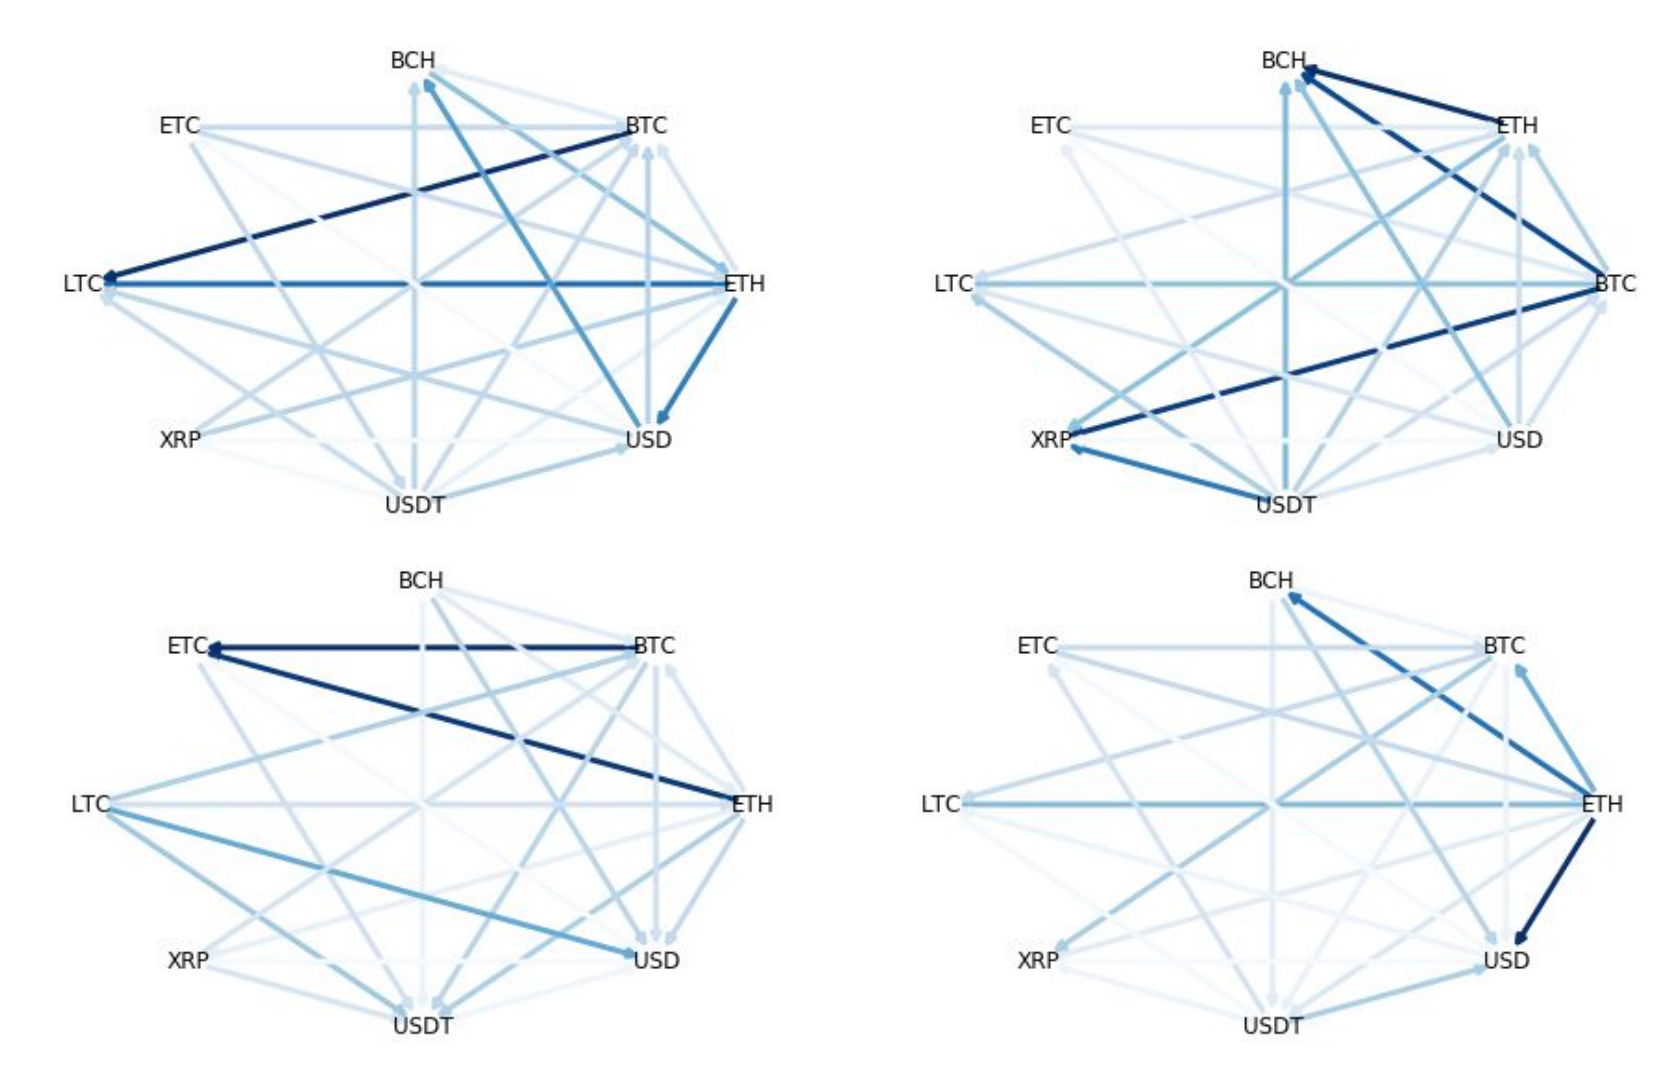 BCH
ETC
BTC
LTC
ETH
XRP
USD
USDT
BCH
ETC
ETH
LTC
BTC
XRP
USD
USDT
BCH
ETC
BTC
LTC
ETH
XRP
USD
USDT
BCH
ETC
BTC
LTC
ETH
XRP
USD
USDT